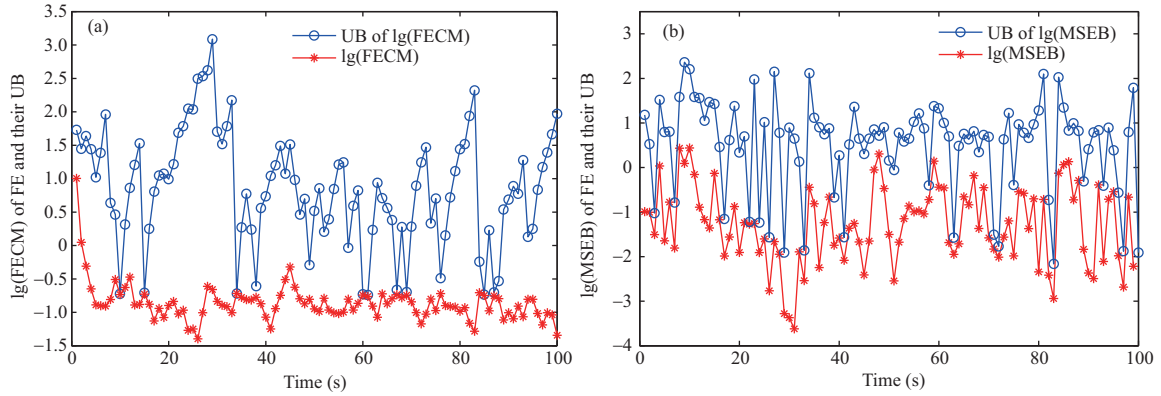 (a)
UB of lg(FECM)
lg(FECM)
lg(FECM) of FE and their UB
3.5
3.0
2.5
2.0
1.5
1.0
0.5
0
−0.5
−1.0
−1.5
0 20 40 60 80 100
Time (s)
(b)
UB of lg(MSEB)
lg(MSEB)
lg(MSEB) of FE and their UB
3
2
1
0
−1
−2
−3
−4
0 20 40 60 80 100
Time (s)